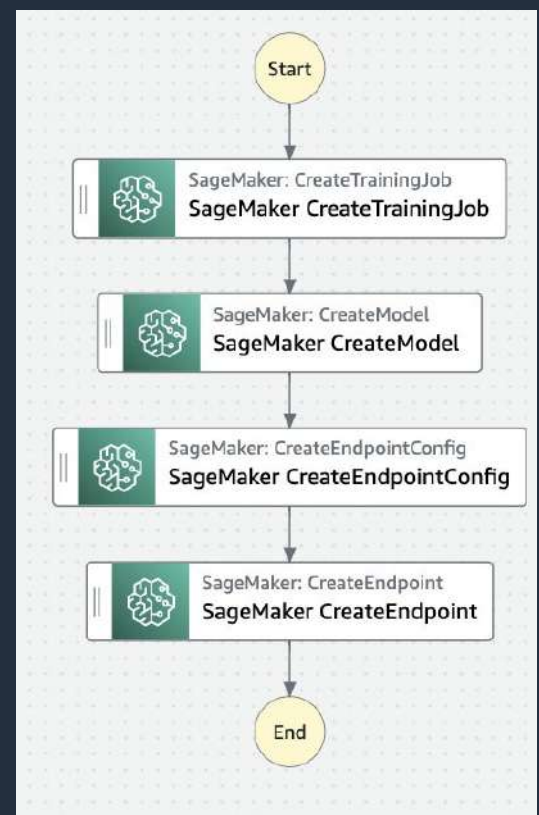 Start
SageMaker: CreateTrainingJob
SageMaker CreateTrainingJob
SageMaker: CreateModel
SageMaker CreateModel
SageMaker: CreateEndpointConfig
SageMaker CreateEndpointConfig
SageMaker: CreateEndpoint
SageMaker CreateEndpoint
End